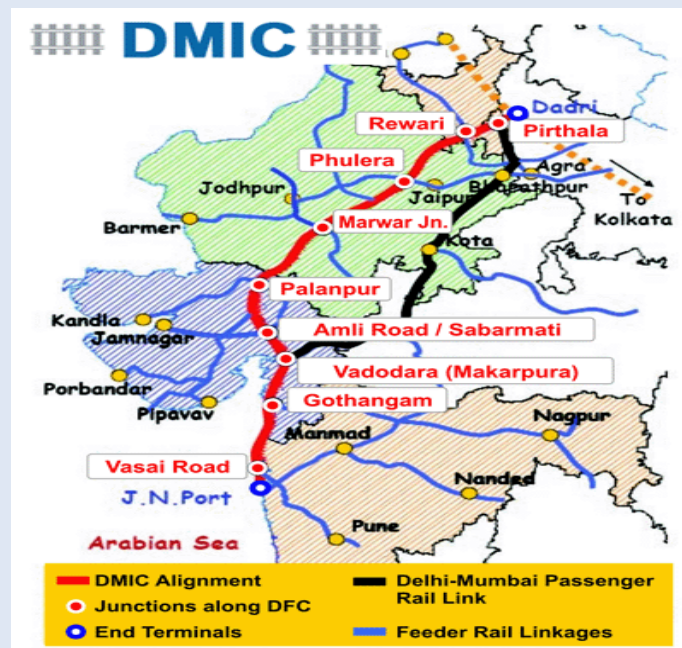 DMIC
Dadri
Rewari
Pirthala
Phulera
Agra
Jodhpur
Jaipur
Bharathpur
To
Kolkata
Barmer
Marwar Jn.
Kota
Palanpur
Kandla
Jamnagar
Amli Road / Sabarmati
Vadodara (Makarpura)
Porbandar
Pipavav
Gothangam
Manmad
Nagpur
Vasai Road
Nanded
J.N.Port
Pune
Arabian Sea
DMIC Alignment
Junctions along DFC
End Terminals
Delhi-Mumbai Passenger
Rail Link
Feeder Rail Linkages